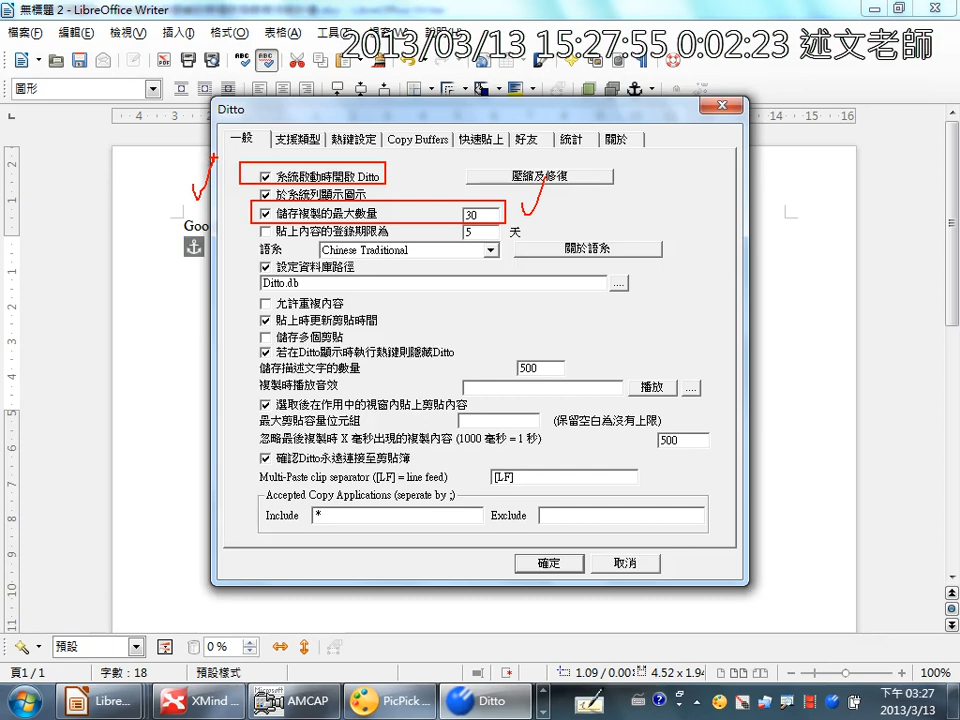 無標題 2 - LibreOffice Writer
檔案(F) 編輯(E) 檢視(V) 插入(I) 格式(O) 表格(A)
2013/03/13 15:27:55 0:02:23 述文老師
圖形
Ditto
一般 支援類型 熱鍵設定 Copy Buffers 快速貼上 好友 統計 關於
系統啟動時開啟 Ditto 壓縮及修復
於系統列顯示圖示
儲存複製的最大數量 30
貼上內容的登錄期限為 5 天
語系 Chinese Traditional 關於語系
設定資料庫路徑
Ditto.db ....
允許重複內容
貼上時更新剪貼時間
儲存多個剪貼
若在Ditto顯示時執行熱鍵則隱藏Ditto
儲存描述文字的數量 500
複製時播放音效 播放 ....
選取後在作用中的視窗內貼上剪貼內容
最大剪貼容量位元組 (保留空白為沒有上限)
忽略最後複製時 X 毫秒出現的複製內容 (1000 毫秒 = 1 秒) 500
確認Ditto永遠連接至剪貼簿
Multi-Paste clip separator ([LF] = line feed) [LF]
Accepted Copy Applications (seperate by ;)
Include * Exclude
確定 取消
Goo
預設 0 %
頁1 / 1 字數：18 預設樣式 1.09 / 0.00 4.52 x 1.94 100%
Libre... XMind ... AMCAP PicPick ... Ditto
下午 03:27
2013/3/13